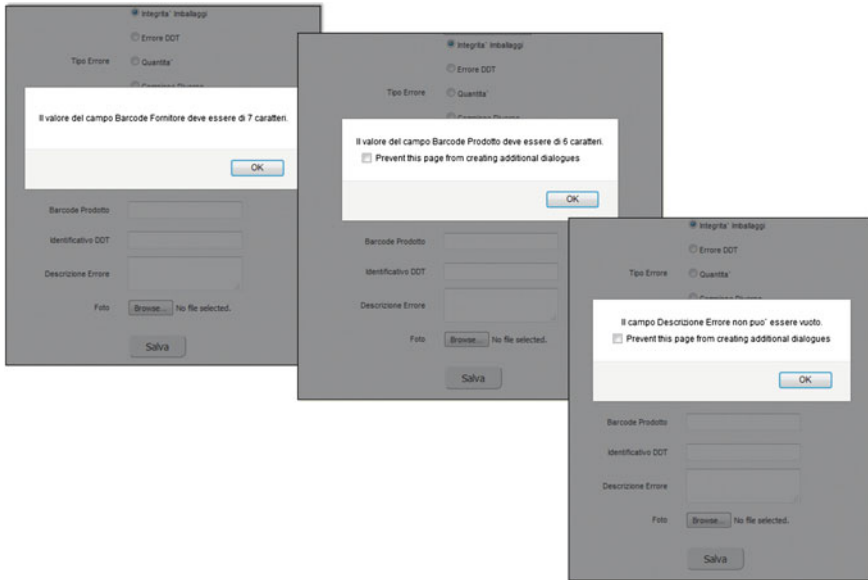 Integrita` Imballaggi
Errore DDT
Tipo Errore
Quantita`
Campione Diverso
Il valore del campo Barcode Fornitore deve essere di 7 caratteri.
OK
Barcode Prodotto
Identificativo DDT
Descrizione Errore
Foto
Browse... No file selected.
Salva
Integrita` Imballaggi
Errore DDT
Tipo Errore
Quantita`
Il valore del campo Barcode Prodotto deve essere di 6 caratteri.
Prevent this page from creating additional dialogues
OK
Barcode Prodotto
Identificativo DDT
Descrizione Errore
Foto
Browse... No file selected.
Salva
Integrita` Imballaggi
Errore DDT
Tipo Errore
Quantita`
Il campo Descrizione Errore non puo` essere vuoto.
Prevent this page from creating additional dialogues
OK
Barcode Prodotto
Identificativo DDT
Descrizione Errore
Foto
Browse... No file selected.
Salva